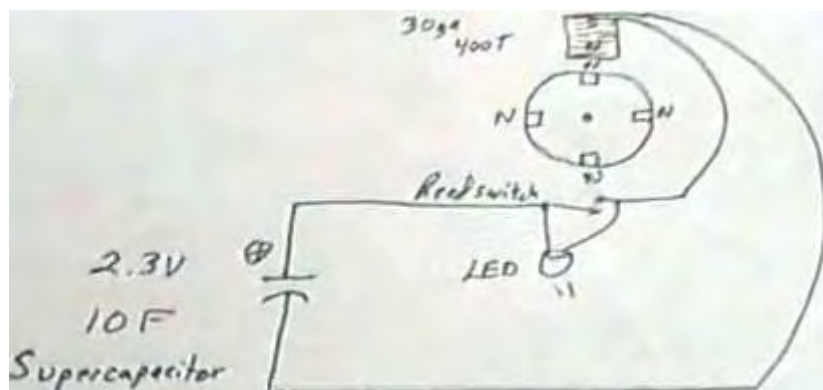 30ga
400T
S
N
N
N N
N
Reedswitch
2.3V
LED
10F
Supercapacitor